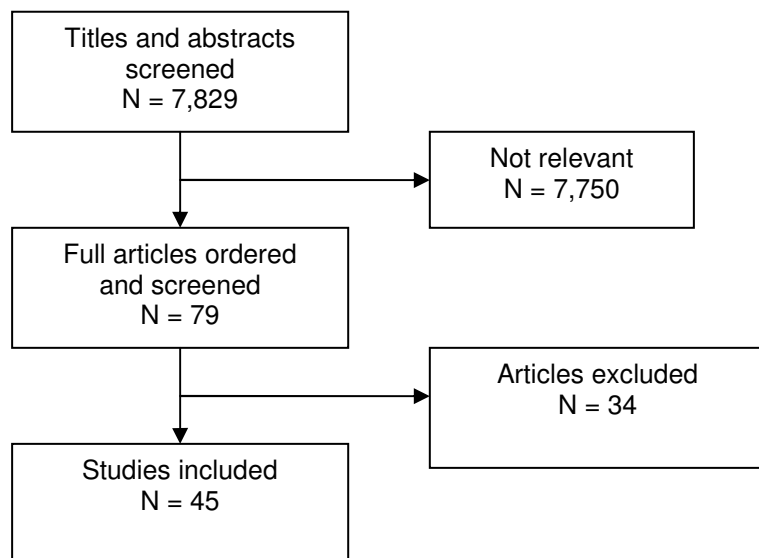 Titles and abstracts
screened
N = 7,829
Not relevant
N = 7,750
Full articles ordered
and screened
N = 79
Articles excluded
N = 34
Studies included
N = 45